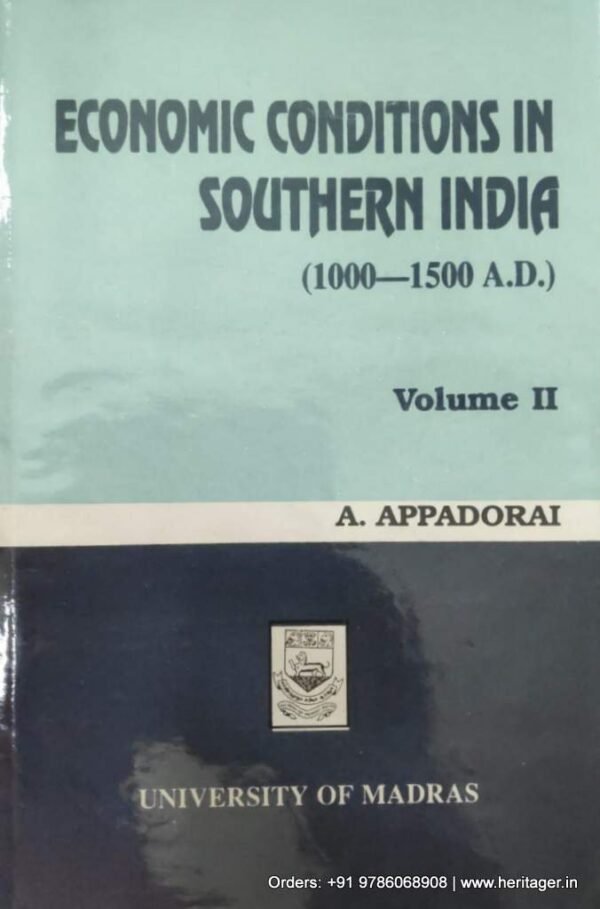 ECONOMIC CONDITIONS IN
SOUTHERN INDIA
(1000—1500 A.D.)
Volume II
A. APPADORAI
UNIVERSITY OF MADRAS
Orders: +91 9786068908 | www.heritager.in